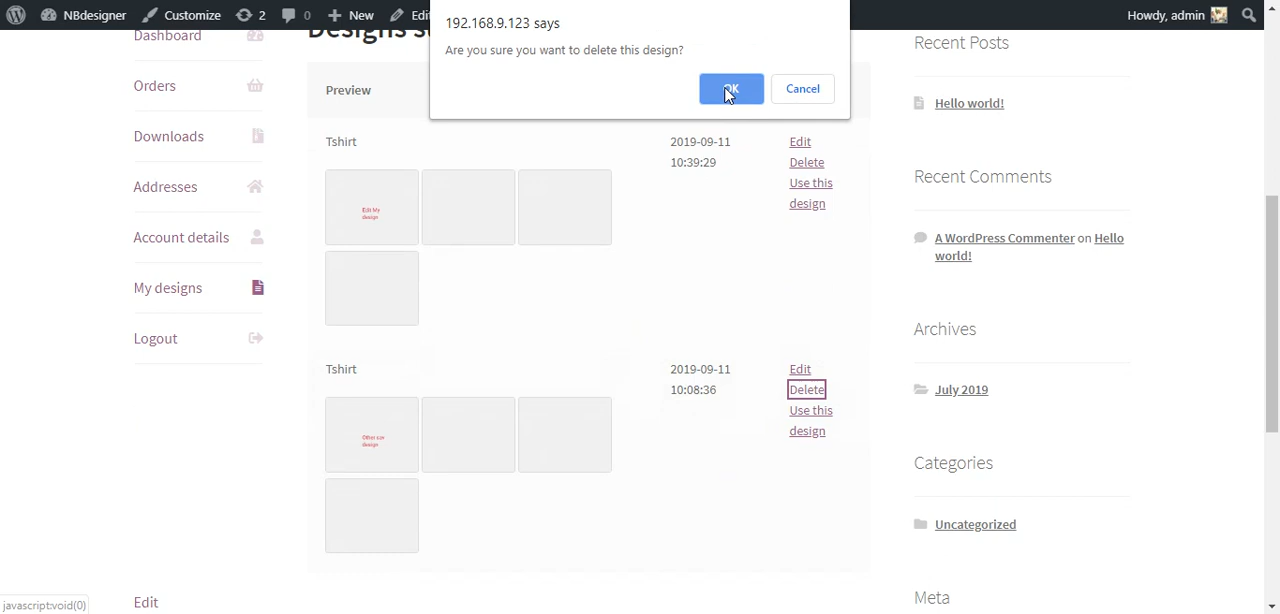 NBdesigner Customize 2 0 New Edit Howdy, admin
192.168.9.123 says
Are you sure you want to delete this design?
OK Cancel
Dashboard
Orders
Downloads
Addresses
Account details
My designs
Logout
Preview
Tshirt
2019-09-11
10:39:29
Edit
Delete
Use this
design
Edit My
design
Tshirt
2019-09-11
10:08:36
Edit
Delete
Use this
design
design
Edit
Recent Posts
Hello world!
Recent Comments
A WordPress Commenter on Hello
world!
Archives
July 2019
Categories
Uncategorized
Meta
javascript:void(0)